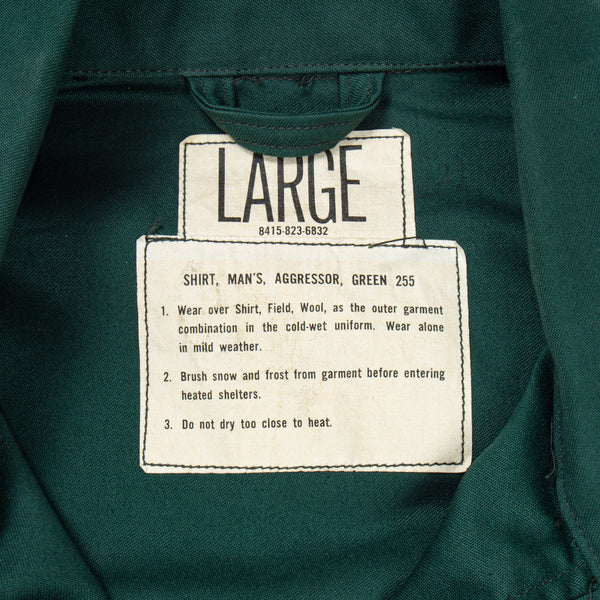 LARGE
8415-823-6832
SHIRT, MAN'S, AGGRESSOR, GREEN 255
1. Wear over Shirt, Field, Wool, as the outer garment
combination in the cold-wet uniform. Wear alone
in mild weather.
2. Brush snow and frost from garment before entering
heated shelters.
3. Do not dry too close to heat.